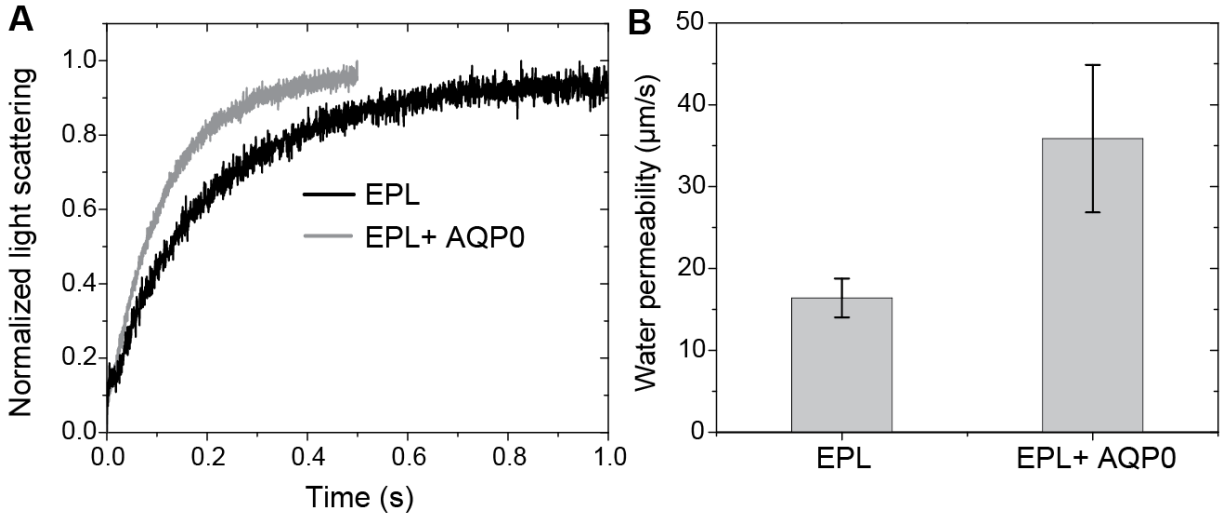 A
Normalized light scattering
1.0
0.8
0.6
0.4
0.2
0.0
EPL
EPL+ AQP0
0.0 0.2 0.4 0.6 0.8 1.0
Time (s)
B
Water permeability (μm/s)
50
40
30
20
10
0
EPL EPL+ AQP0